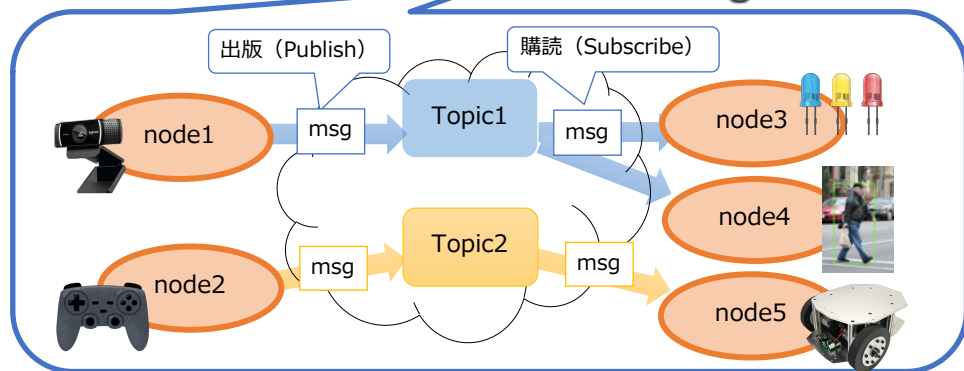 出版（Publish）
購読（Subscribe）
node1
msg
Topic1
msg
node3
node4
node2
msg
Topic2
msg
node5